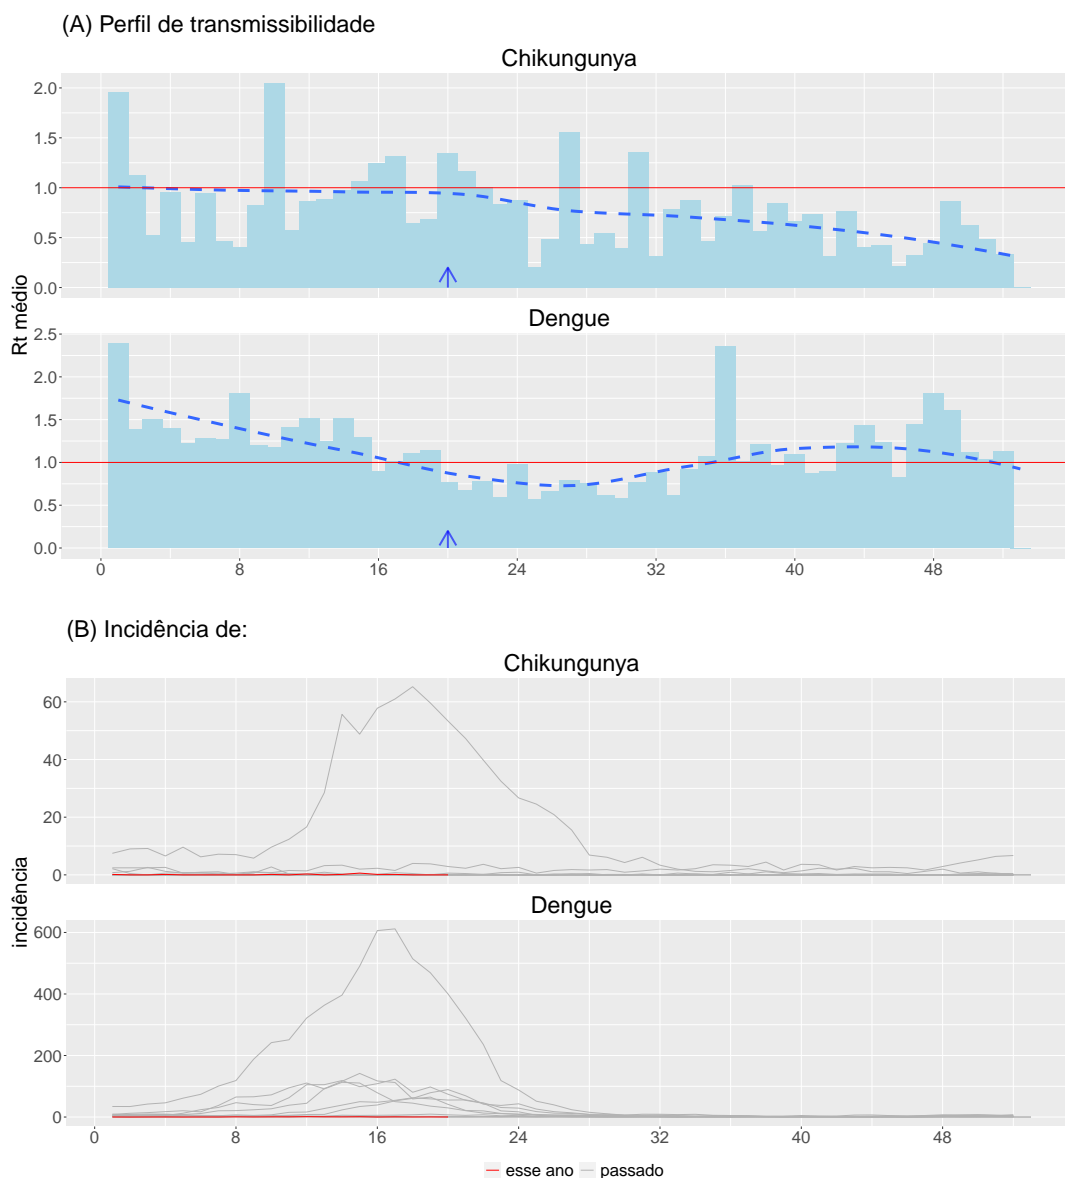 (A) Perfil de transmissibilidade
Chikungunya
2.0
1.5
1.0
0.5
0.0
Rt médio
Dengue
2.5
2.0
1.5
1.0
0.5
0.0
0 8 16 24 32 40 48
(B) Incidência de:
Chikungunya
60
40
20
0
incidência
Dengue
600
400
200
0
0 8 16 24 32 40 48
esse ano passado